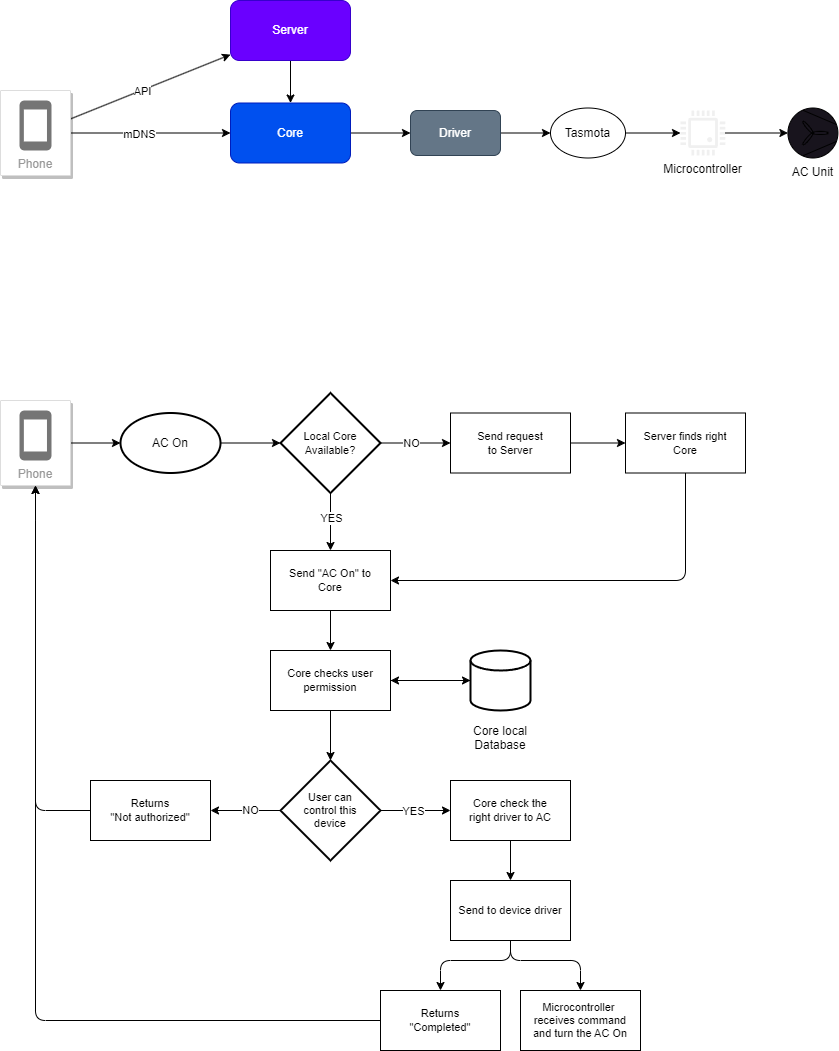 Server
API
Phone
mDNS
Core
Driver
Tasmota
Microcontroller
AC Unit
Phone
AC On
Local Core
Available?
NO
Send request
to Server
Server finds right
Core
YES
Send "AC On" to
Core
Core checks user
permission
Core local
Database
Returns
"Not authorized"
NO
User can
control this
device
YES
Core check the
right driver to AC
Send to device driver
Returns
"Completed"
Microcontroller
receives command
and turn the AC On